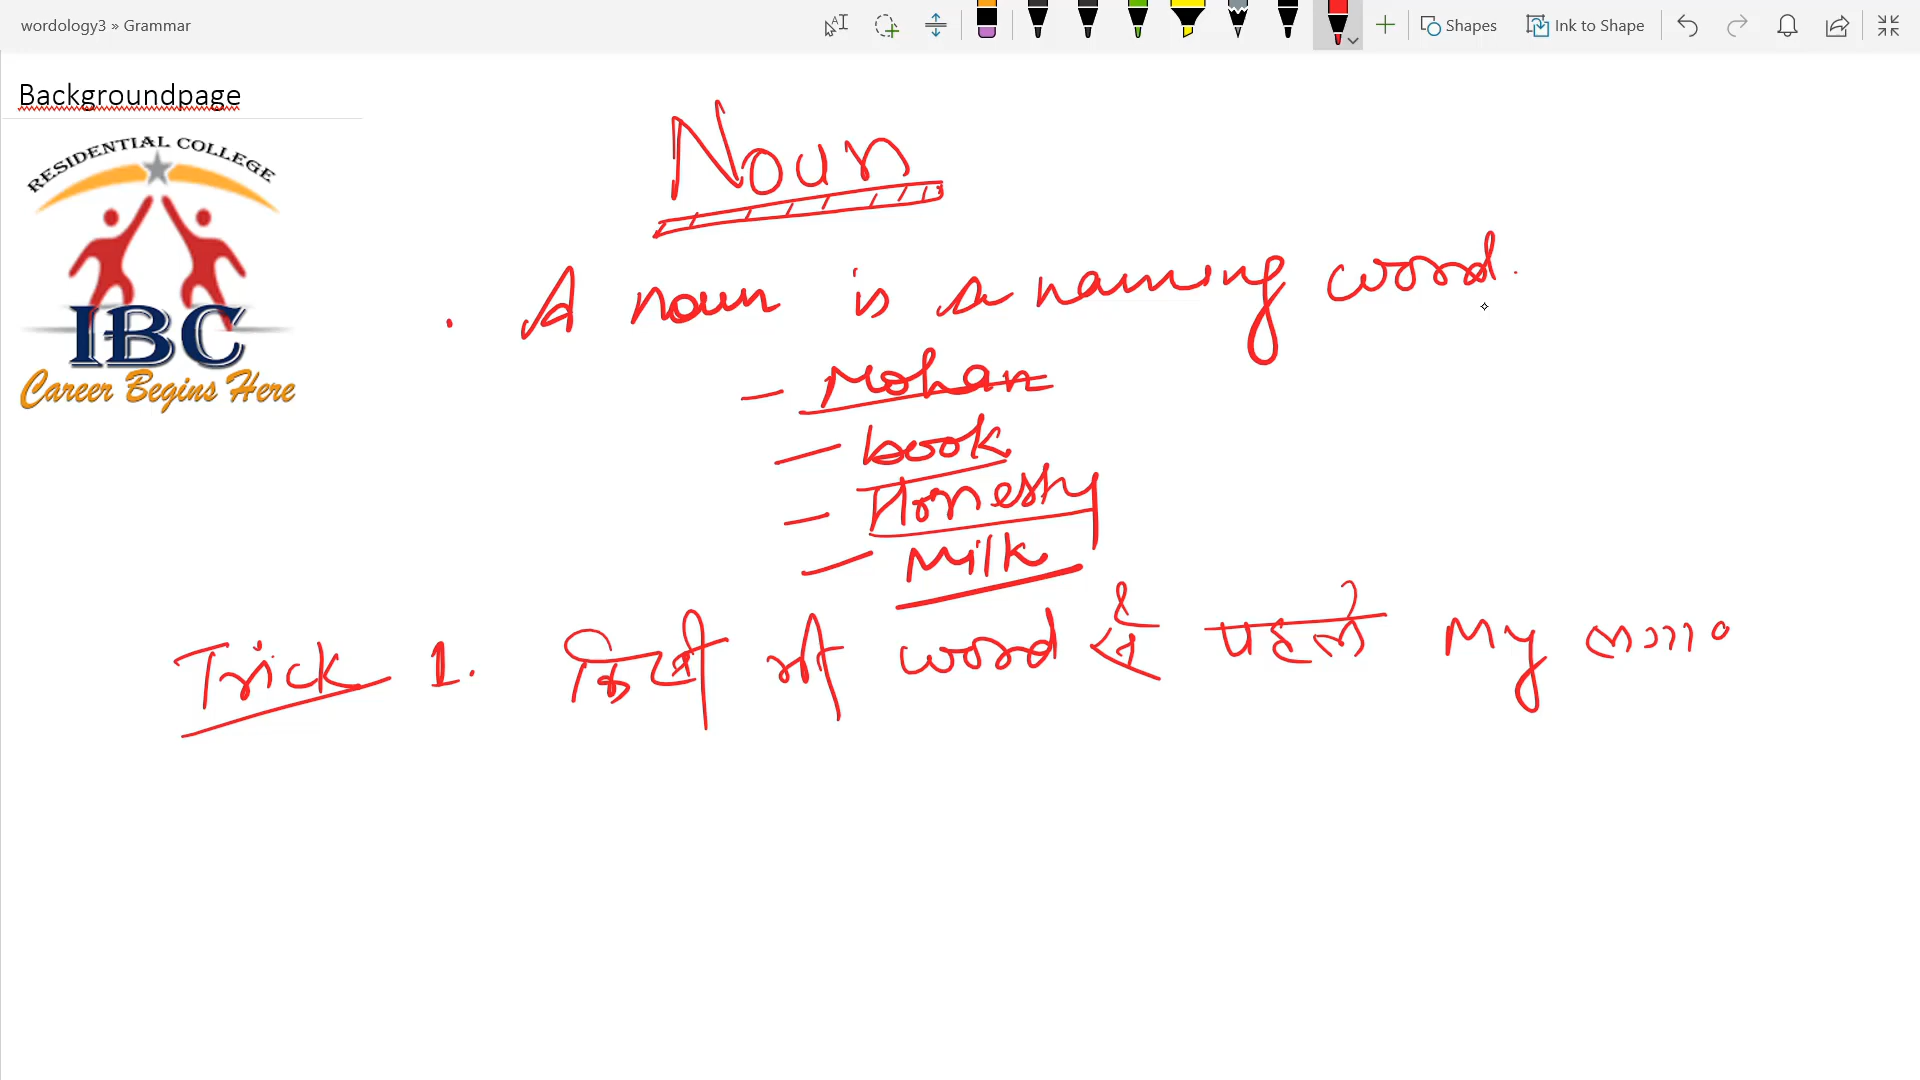 wordology3 » Grammar
Shapes
Ink to Shape
Backgroundpage
RESIDENTIAL COLLEGE
IBC
Career Begins Here
Noun
. A noun is a naming word.
- Mohan
- book
- Honesty
- Milk
Trick 1. किसी भी word से पहले My